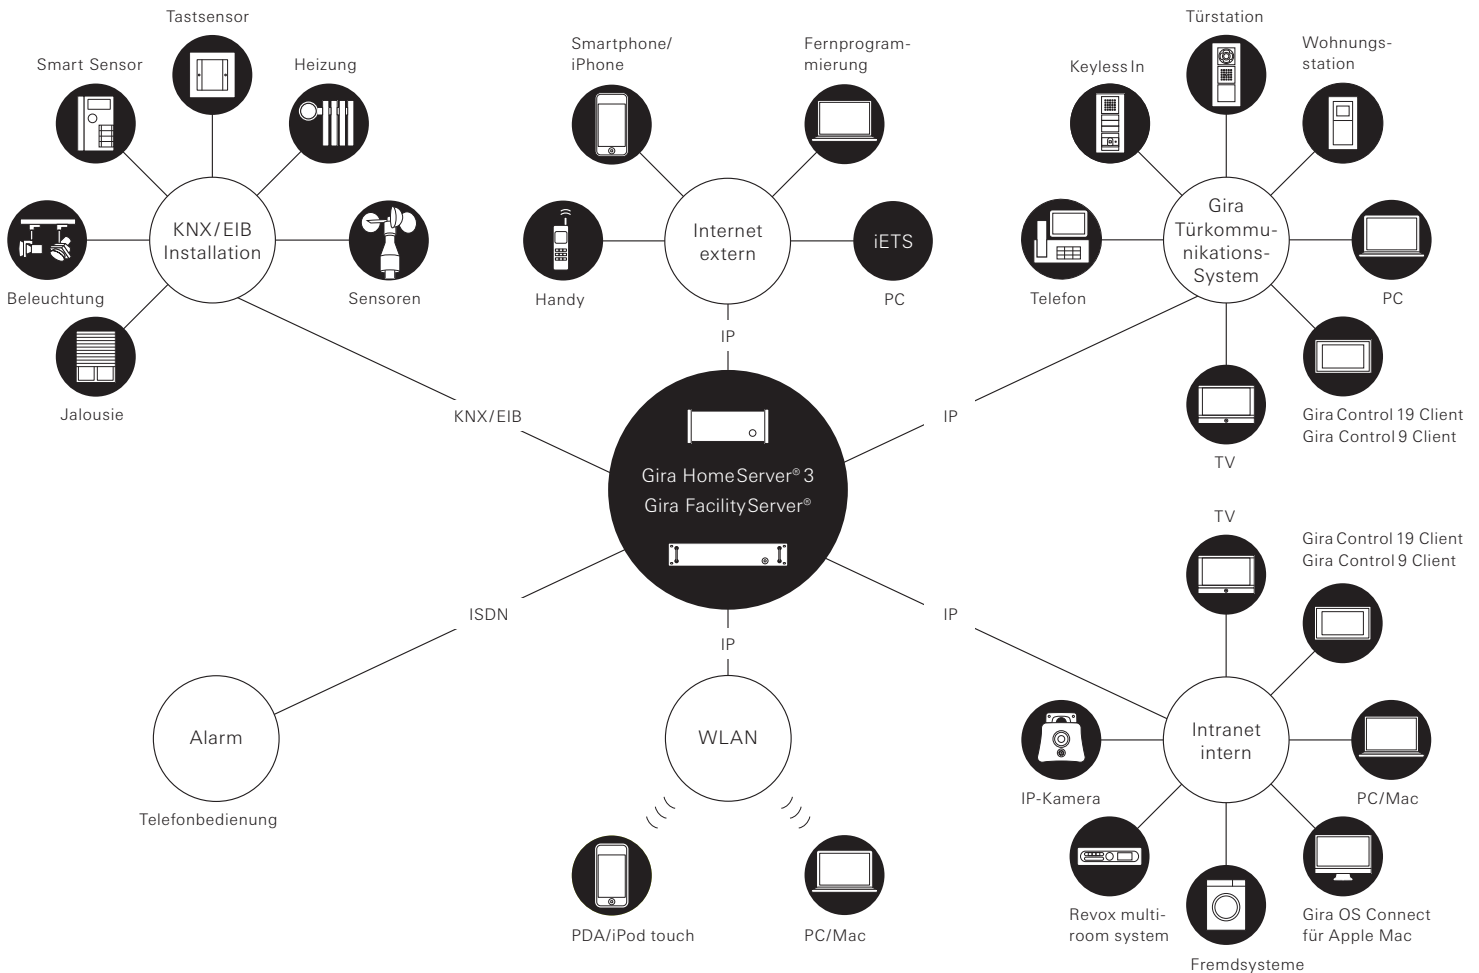 Tastsensor
Smart Sensor
Heizung
KNX/EIB
Installation
Beleuchtung
Sensoren
Jalousie
Smartphone/
iPhone
Fernprogram-
mierung
Internet
extern
iETS
Handy
PC
IP
Türstation
Keyless In
Wohnungs-
station
Gira
Türkommu-
nikations-
System
Telefon
PC
Gira Control 19 Client
Gira Control 9 Client
TV
KNX/EIB
IP
Gira HomeServer® 3
Gira FacilityServer®
ISDN
IP
IP
Alarm
Telefonbedienung
WLAN
PDA/iPod touch
PC/Mac
TV
Gira Control 19 Client
Gira Control 9 Client
Intranet
intern
IP-Kamera
PC/Mac
Revox multi-
room system
Fremdsysteme
Gira OS Connect
für Apple Mac